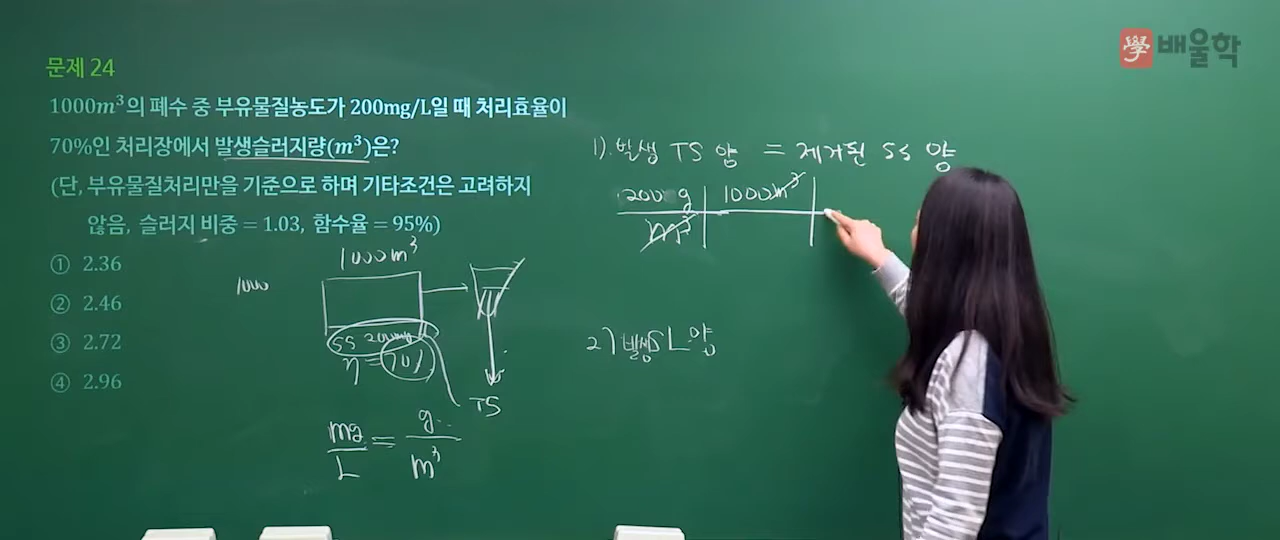 學 배울학
문제 24
1000m³의 폐수 중 부유물질농도가 200mg/L일 때 처리효율이
70%인 처리장에서 발생슬러지량(m³)은?
(단, 부유물질처리만을 기준으로 하며 기타조건은 고려하지
않음, 슬러지 비중 = 1.03, 함수율 = 95%)
① 2.36
② 2.46
③ 2.72
④ 2.96
1000
1000m³
SS 200mg
η = 70%
TS
mg/L = g/m³
1). 발생 TS 양 = 제거된 SS 양
200 g | 1000m³
m³
2) 발생 SL 양